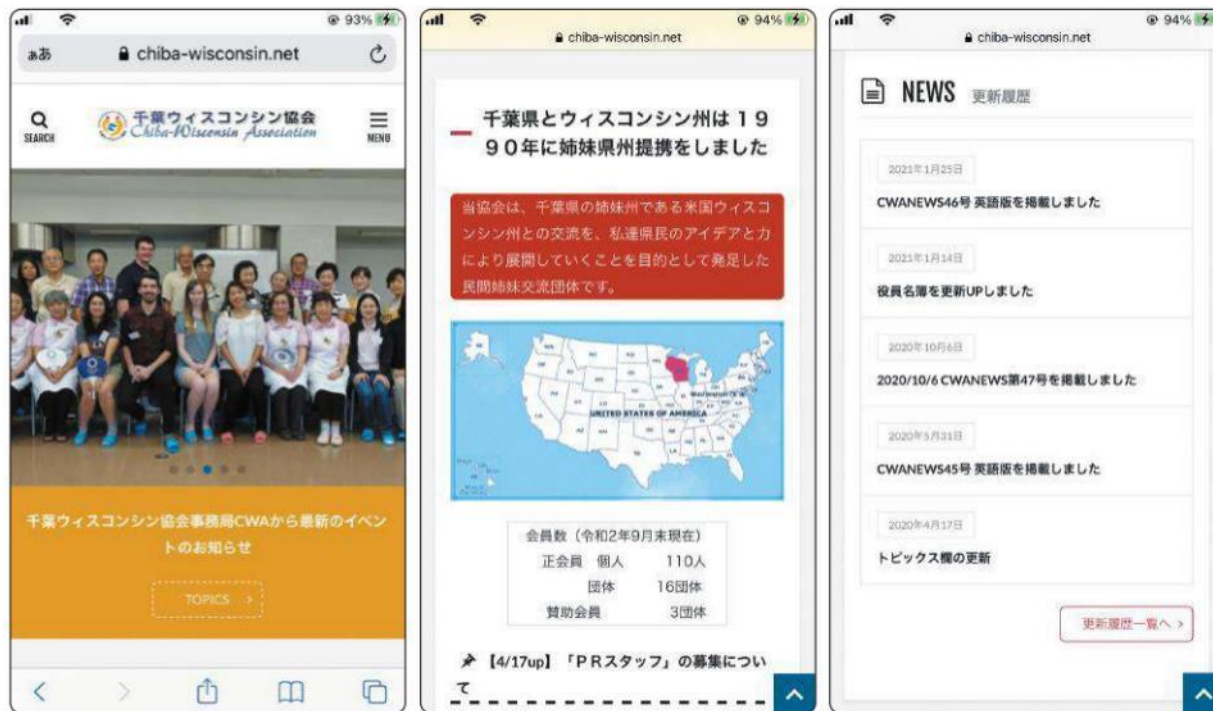 93%
ぁあ
chiba-wisconsin.net
SEARCH
千葉ウィスコンシン協会
Chiba-Wisconsin Association
MENU
千葉ウィスコンシン協会事務局CWAから最新のイベン
トのお知らせ
TOPICS >
94%
chiba-wisconsin.net
千葉県とウィスコンシン州は19
90年に姉妹県州提携をしました
当協会は、千葉県の姉妹州である米国ウィスコ
ンシン州との交流を、私達県民のアイデアと力
により展開していくことを目的として発足した
民間姉妹交流団体です。
UNITED STATES OF AMERICA
会員数（令和2年9月末現在）
正会員 個人 110人
団体 16団体
賛助会員 3団体
【4/17up】「PRスタッフ」の募集につい
て
94%
chiba-wisconsin.net
NEWS 更新履歴
2021年1月25日
CWANEWS46号 英語版を掲載しました
2021年1月14日
役員名簿を更新UPしました
2020年10月6日
2020/10/6 CWANEWS第47号を掲載しました
2020年5月31日
CWANEWS45号 英語版を掲載しました
2020年4月17日
トピックス欄の更新
更新履歴一覧へ >